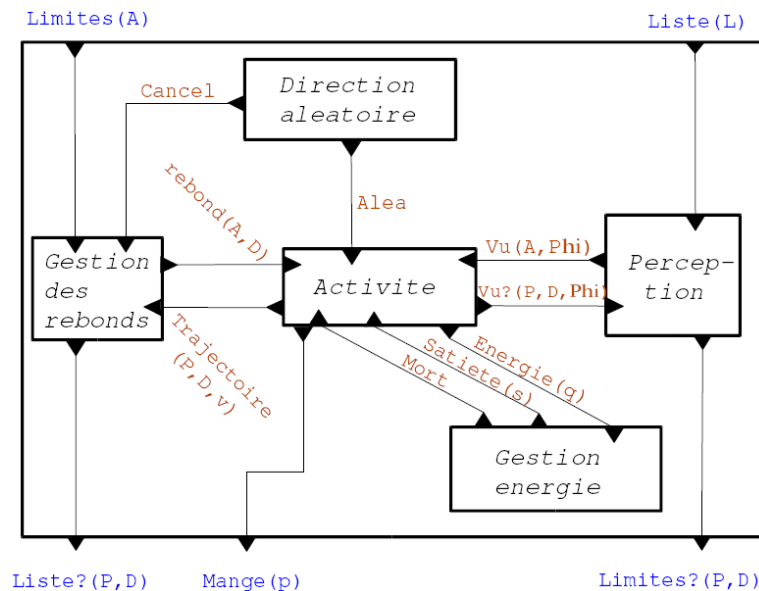 Limites(A)
Liste(L)
Cancel
Direction
aleatoire
rebond(A,D)
Alea
Gestion
des
rebonds
Activite
Vu(A,Phi)
Vu?(P,D,Phi)
Percep-
tion
Trajectoire
(P,D,v)
Mort
Satiete(s)
Energie(q)
Gestion
energie
Liste?(P,D)
Mange(p)
Limites?(P,D)